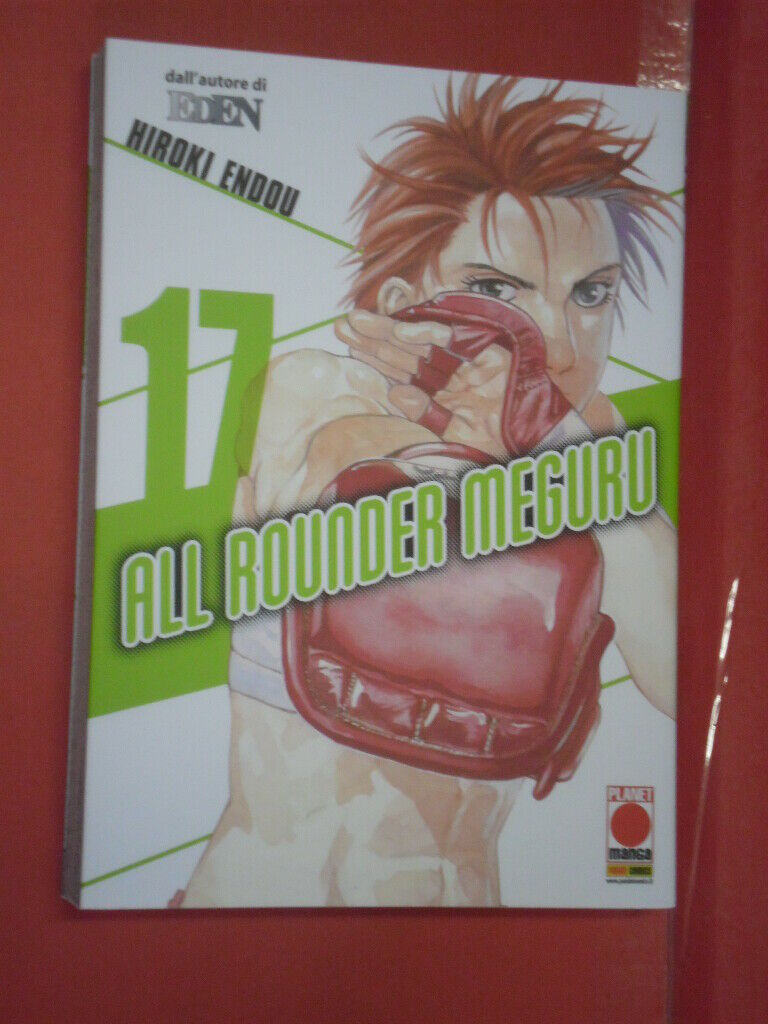 dall'autore di
EDEN
HIROKI ENDOU
17
ALL ROUNDER MEGURU
PLANET
manga